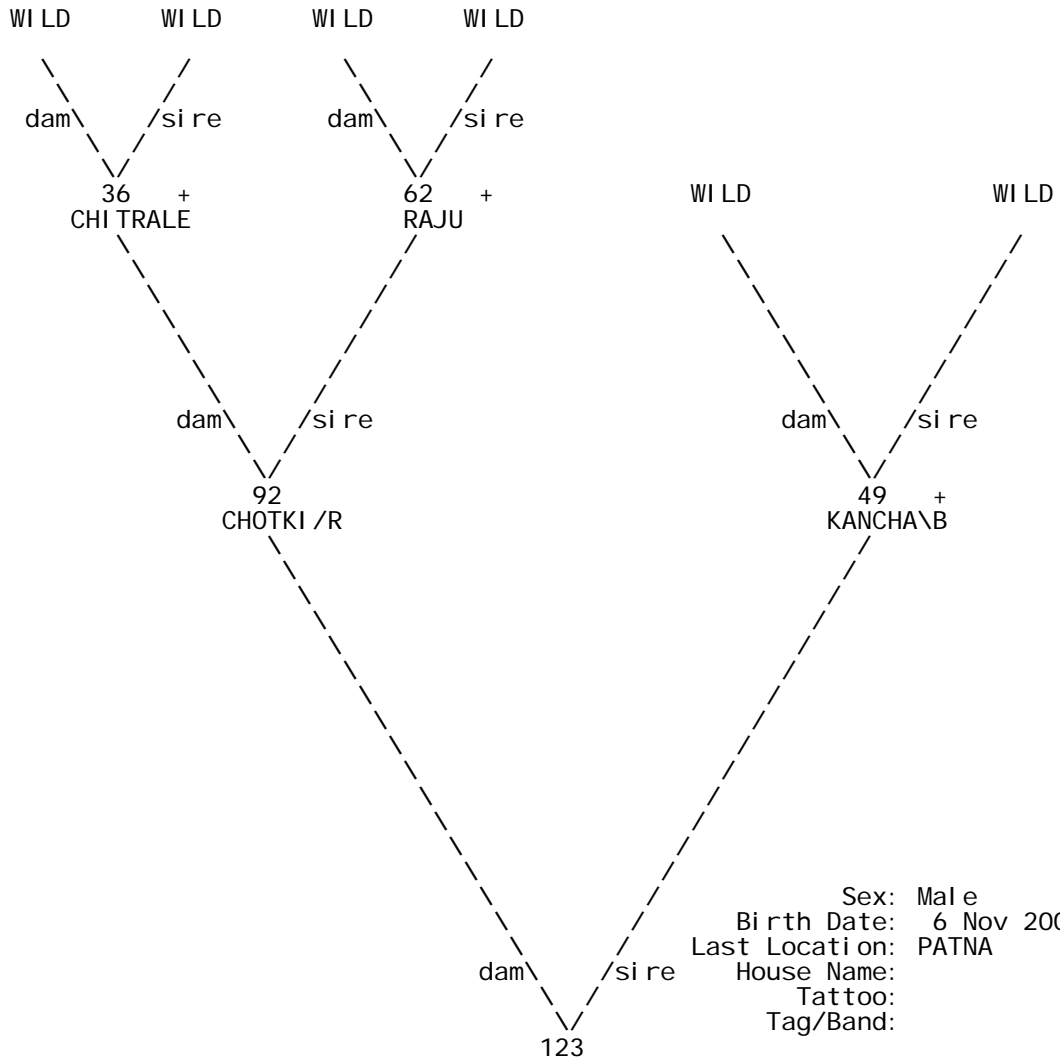 WILD WILD WILD WILD
dam sire dam sire
36 + 62 + WILD WILD
CHITRALE RAJU
dam sire dam sire
92 49 +
CHOTKI/R KANCHA\B
Sex: Male
Birth Date: 6 Nov 200
Last Location: PATNA
dam sire House Name:
Tattoo:
Tag/Band:
123